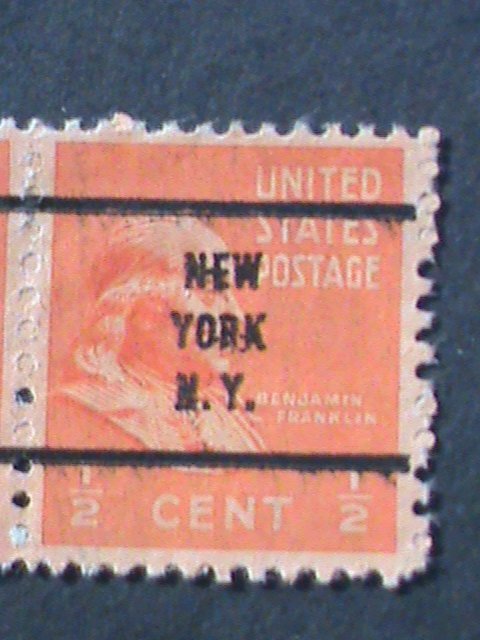 UNITED
STATES
POSTAGE
NEW
YORK
N.Y.
BENJAMIN
FRANKLIN
1/2 CENT 1/2